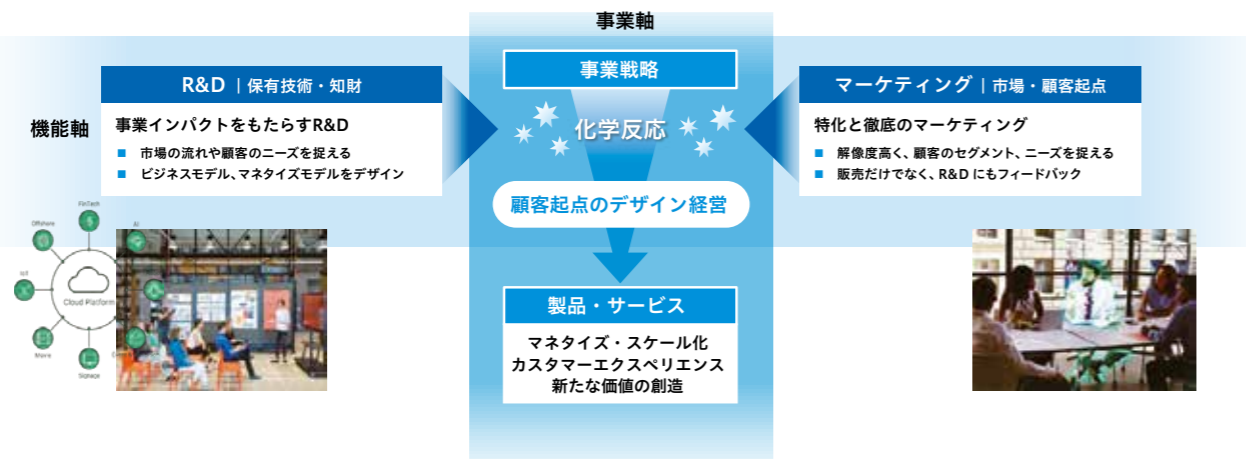 事業軸
機能軸
R&D | 保有技術・知財
事業インパクトをもたらすR&D
■ 市場の流れや顧客のニーズを捉える
■ ビジネスモデル、マネタイズモデルをデザイン
事業戦略
化学反応
顧客起点のデザイン経営
マーケティング | 市場・顧客起点
特化と徹底のマーケティング
■ 解像度高く、顧客のセグメント、ニーズを捉える
■ 販売だけでなく、R&Dにもフィードバック
製品・サービス
マネタイズ・スケール化
カスタマーエクスペリエンス
新たな価値の創造
FinTech
Offshore
AI
IoT
Cloud Platform
Move
Signage